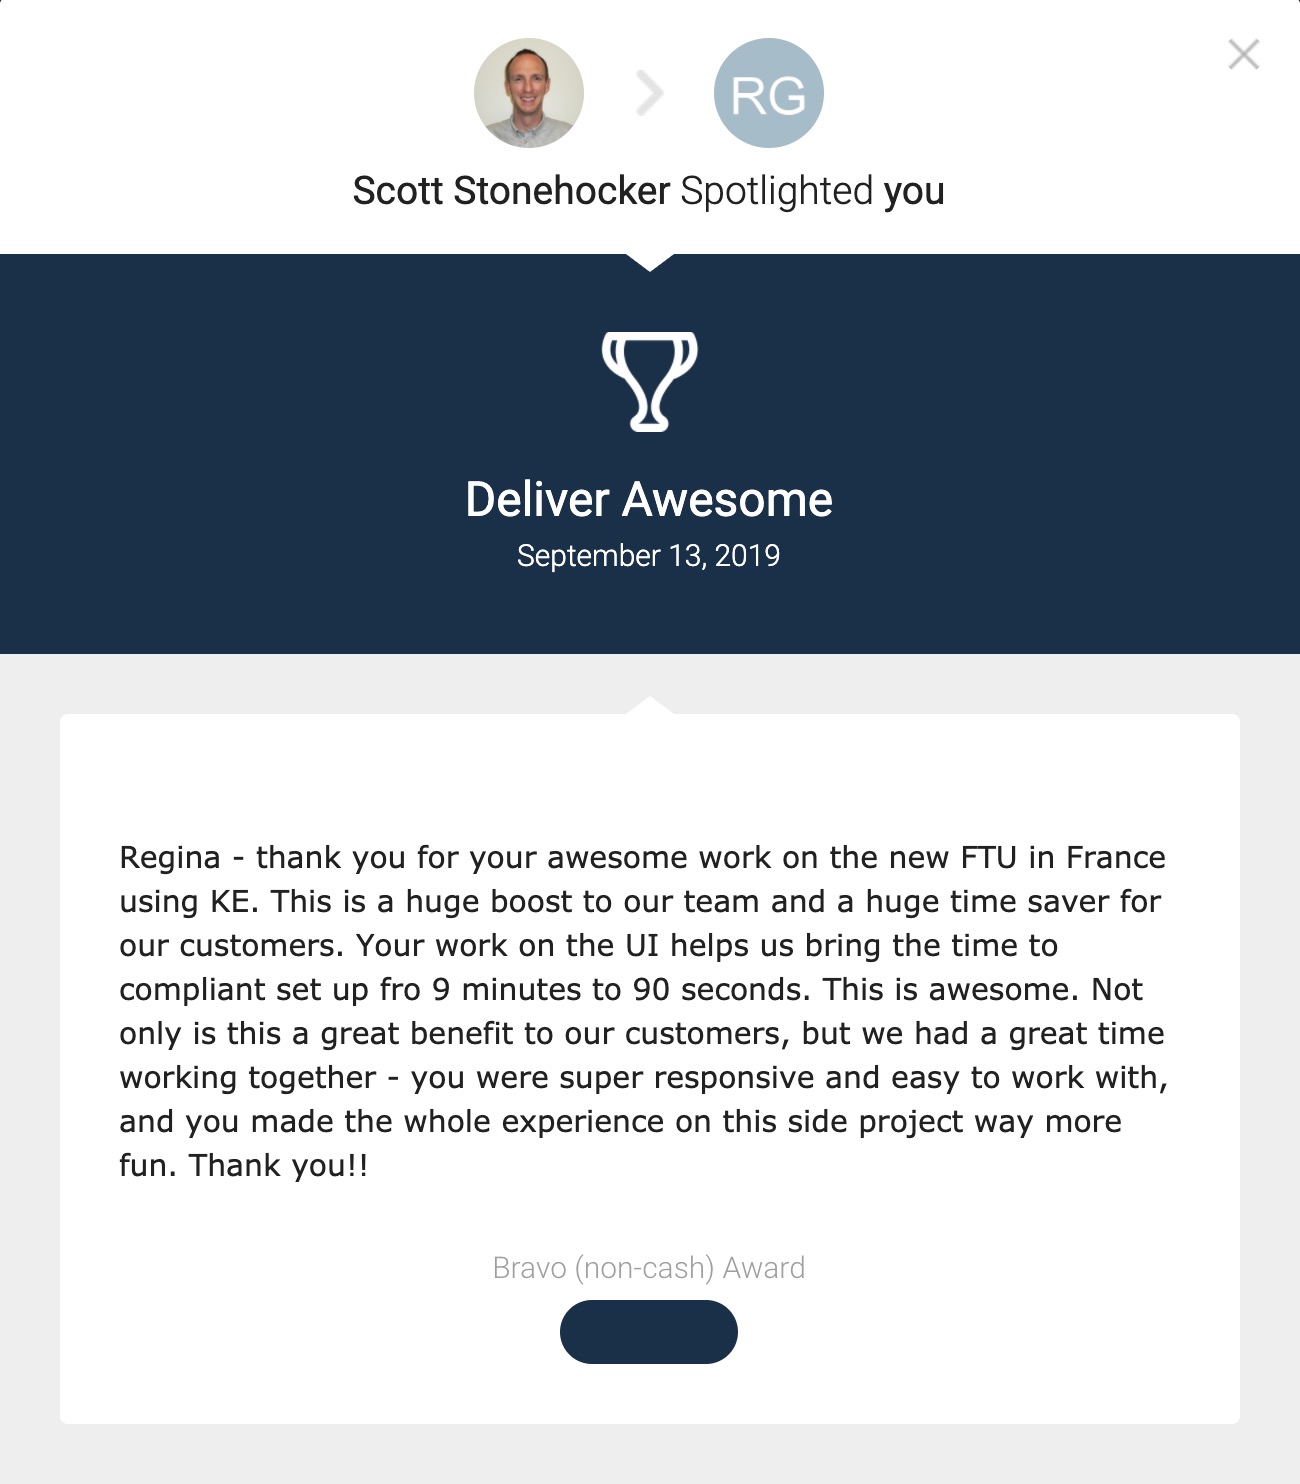 RG
Scott Stonehocker Spotlighted you
Deliver Awesome
September 13, 2019
Regina - thank you for your awesome work on the new FTU in France
using KE. This is a huge boost to our team and a huge time saver for
our customers. Your work on the UI helps us bring the time to
compliant set up fro 9 minutes to 90 seconds. This is awesome. Not
only is this a great benefit to our customers, but we had a great time
working together - you were super responsive and easy to work with,
and you made the whole experience on this side project way more
fun. Thank you!!
Bravo (non-cash) Award